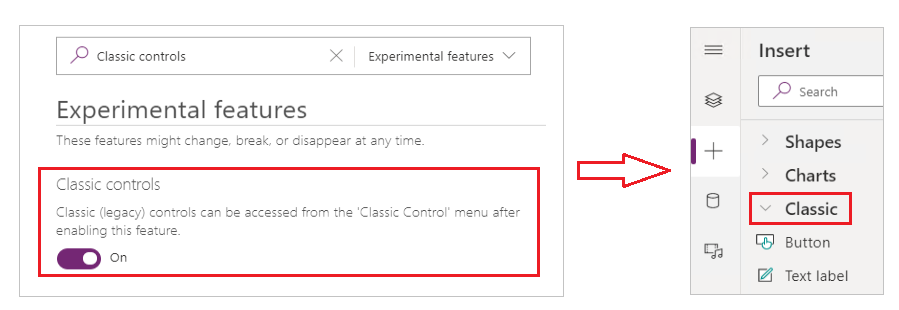 Classic controls
Experimental features
Experimental features
These features might change, break, or disappear at any time.
Classic controls
Classic (legacy) controls can be accessed from the 'Classic Control' menu after
enabling this feature.
On
Insert
Search
Shapes
Charts
Classic
Button
Text label